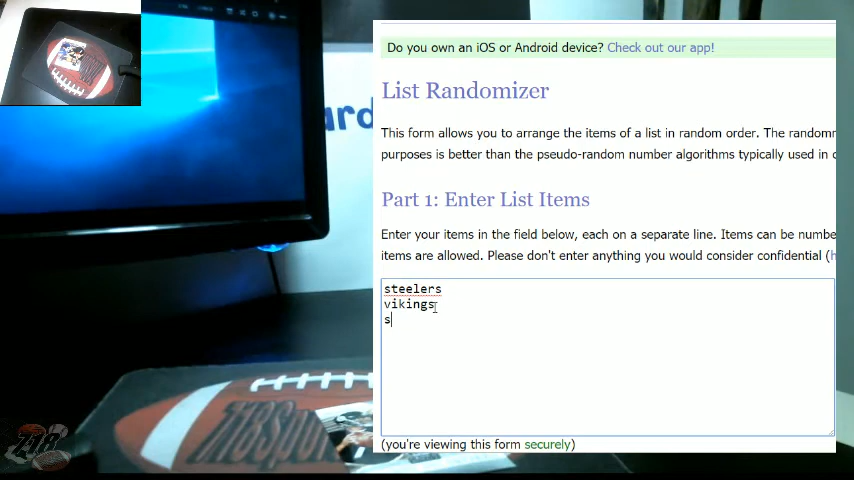 Do you own an iOS or Android device? Check out our app!
List Randomizer
This form allows you to arrange the items of a list in random order. The
purposes is better than the pseudo-random number algorithms typically used in
Part 1: Enter List Items
Enter your items in the field below, each on a separate line. Items can be
items are allowed. Please don't enter anything you would consider confidential (
steelers
vikings
s
(you're viewing this form securely)
718